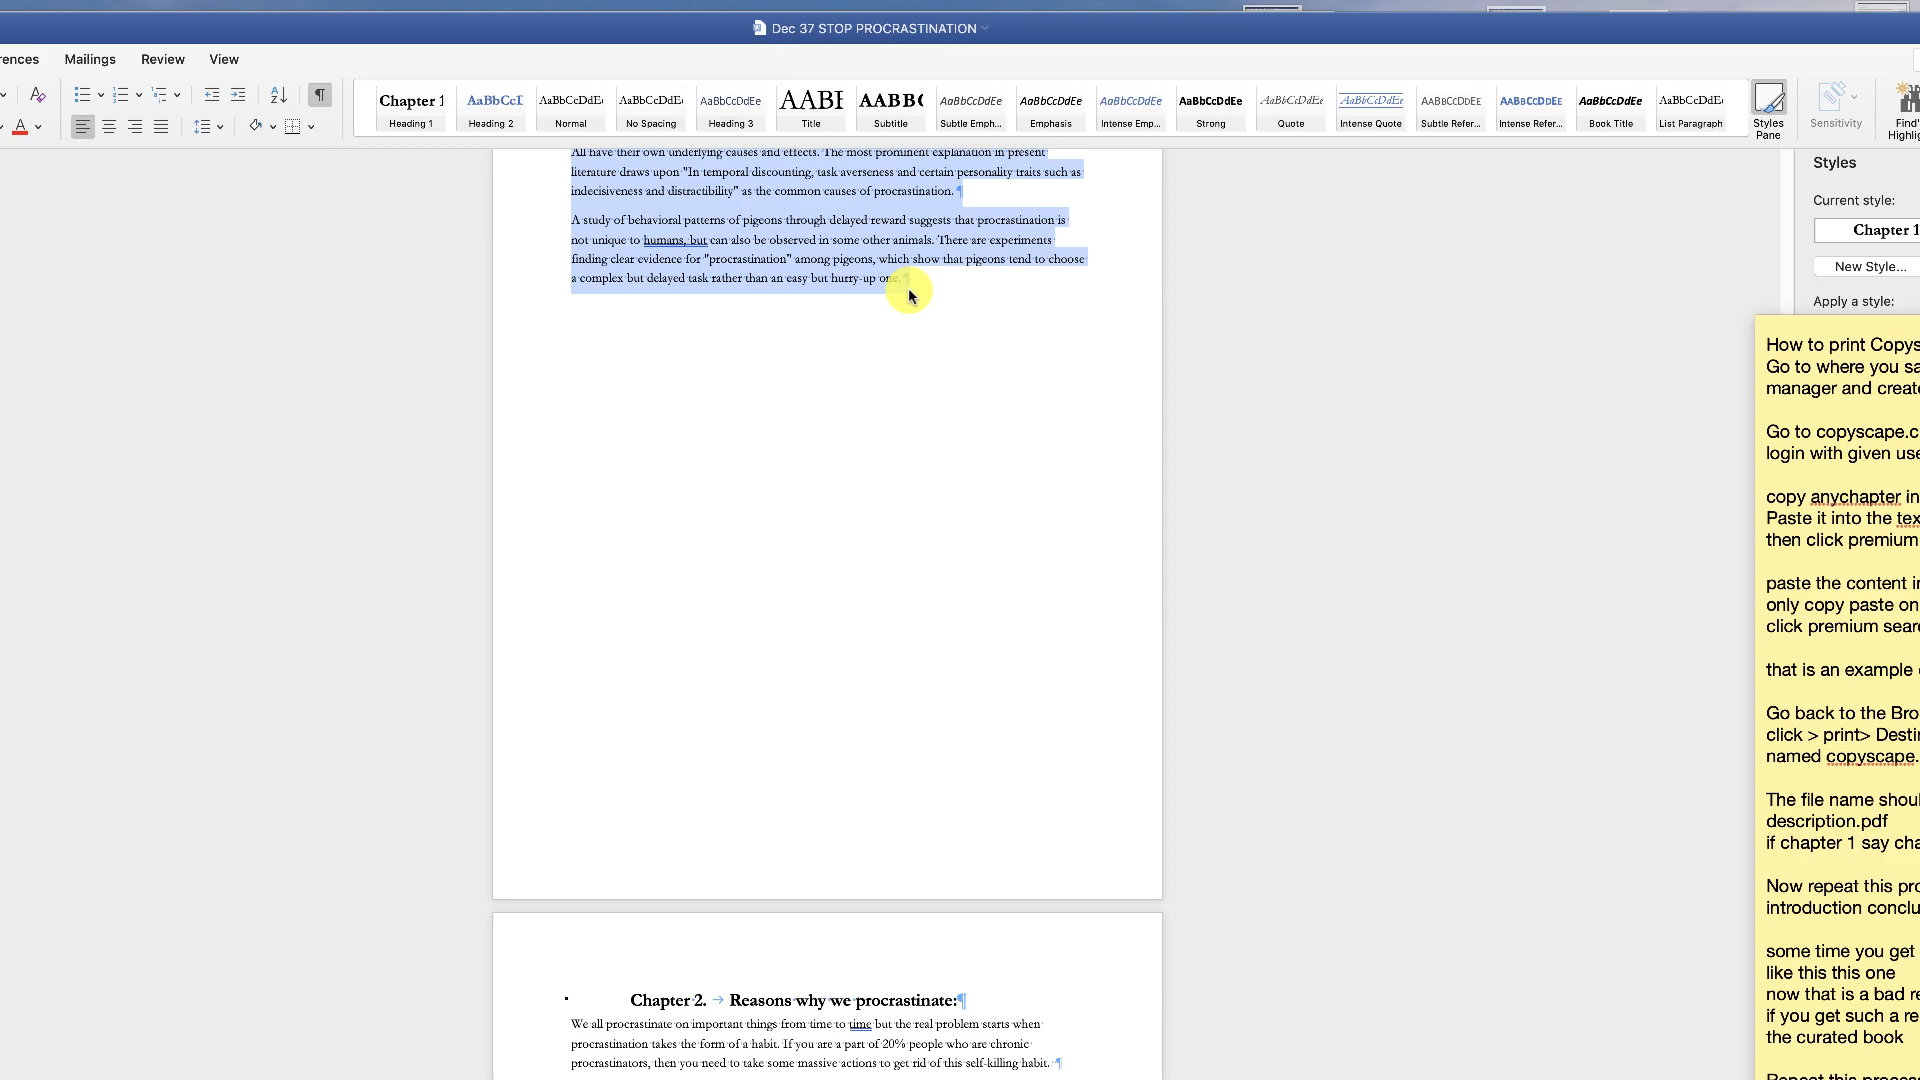 Dec 37 STOP PROCRASTINATION
rences Mailings Review View
Chapter 1 AaBbCcI AaBbCcDdE AaBbCcDdE AaBbCcDdEe AABI AABBC AaBbCcDdEe AaBbCcDdEe AaBbCcDdEe AaBbCcDdEe AaBbCcDdEe AaBbCcDdEe AABBCCDDEE AABBCCDDEE AaBbCcDdEe AaBbCcDdE
Heading 1 Heading 2 Normal No Spacing Heading 3 Title Subtitle Subtle Emph... Emphasis Intense Emp... Strong Quote Intense Quote Subtle Refer... Intense Refer... Book Title List Paragraph
Styles
Pane
Sensitivity
Find
Highlig
All have their own underlying causes and effects. The most prominent explanation in present
literature draws upon "In temporal discounting, task averseness and certain personality traits such as
indecisiveness and distractibility" as the common causes of procrastination. ¶
A study of behavioral patterns of pigeons through delayed reward suggests that procrastination is
not unique to humans, but can also be observed in some other animals. There are experiments
finding clear evidence for "procrastination" among pigeons, which show that pigeons tend to choose
a complex but delayed task rather than an easy but hurry-up one. ¶
Chapter 2. → Reasons why we procrastinate:¶
We all procrastinate on important things from time to time but the real problem starts when
procrastination takes the form of a habit. If you are a part of 20% people who are chronic
procrastinators, then you need to take some massive actions to get rid of this self-killing habit. ¶
Styles
Current style:
Chapter 1
New Style...
Apply a style:
How to print Copys
Go to where you sa
manager and create
Go to copyscape.c
login with given use
copy anychapter in
Paste it into the tex
then click premium
paste the content in
only copy paste on
click premium sear
that is an example
Go back to the Bro
click > print> Desti
named copyscape.
The file name shoul
description.pdf
if chapter 1 say cha
Now repeat this pro
introduction conclu
some time you get
like this this one
now that is a bad re
if you get such a re
the curated book
Repeat this process